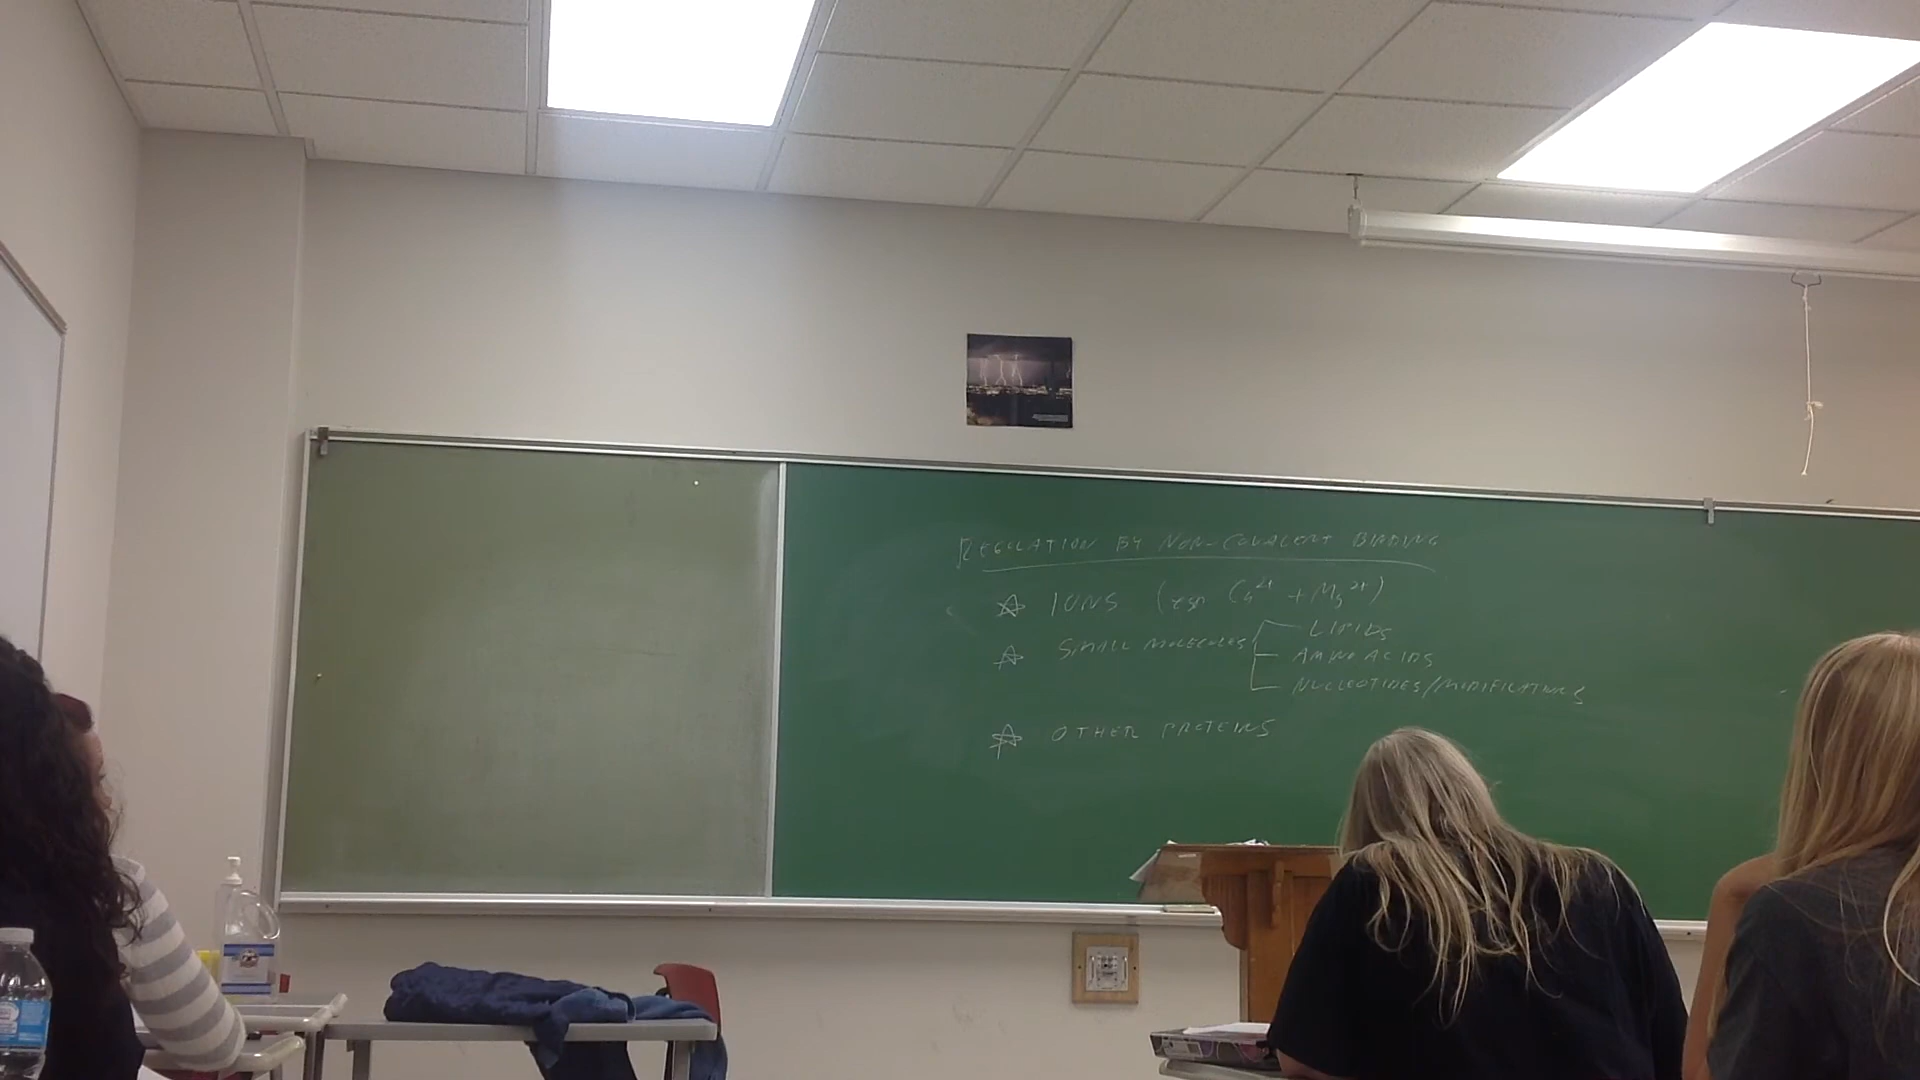 REGULATION BY NON-COVALENT BINDING
☆ IONS (esp Ca²⁺ + Mg²⁺)
☆ SMALL MOLECULES
LIPIDS
AMINO ACIDS
NUCLEOTIDES/MODIFICATIONS
☆ OTHER PROTEINS